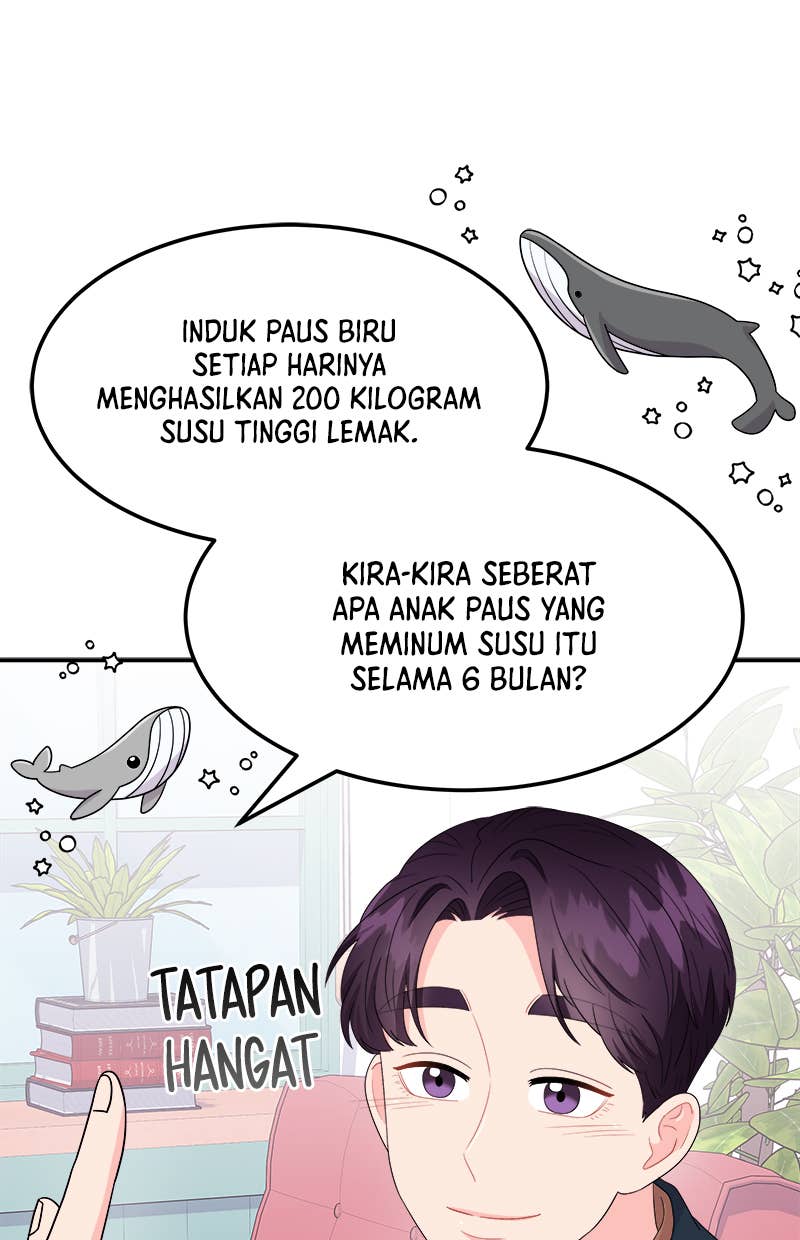 INDUK PAUS BIRU
SETIAP HARINYA
MENGHASILKAN 200 KILOGRAM
SUSU TINGGI LEMAK.
KIRA-KIRA SEBERAT
APA ANAK PAUS YANG
MEMINUM SUSU ITU
SELAMA 6 BULAN?
TATAPAN
HANGAT